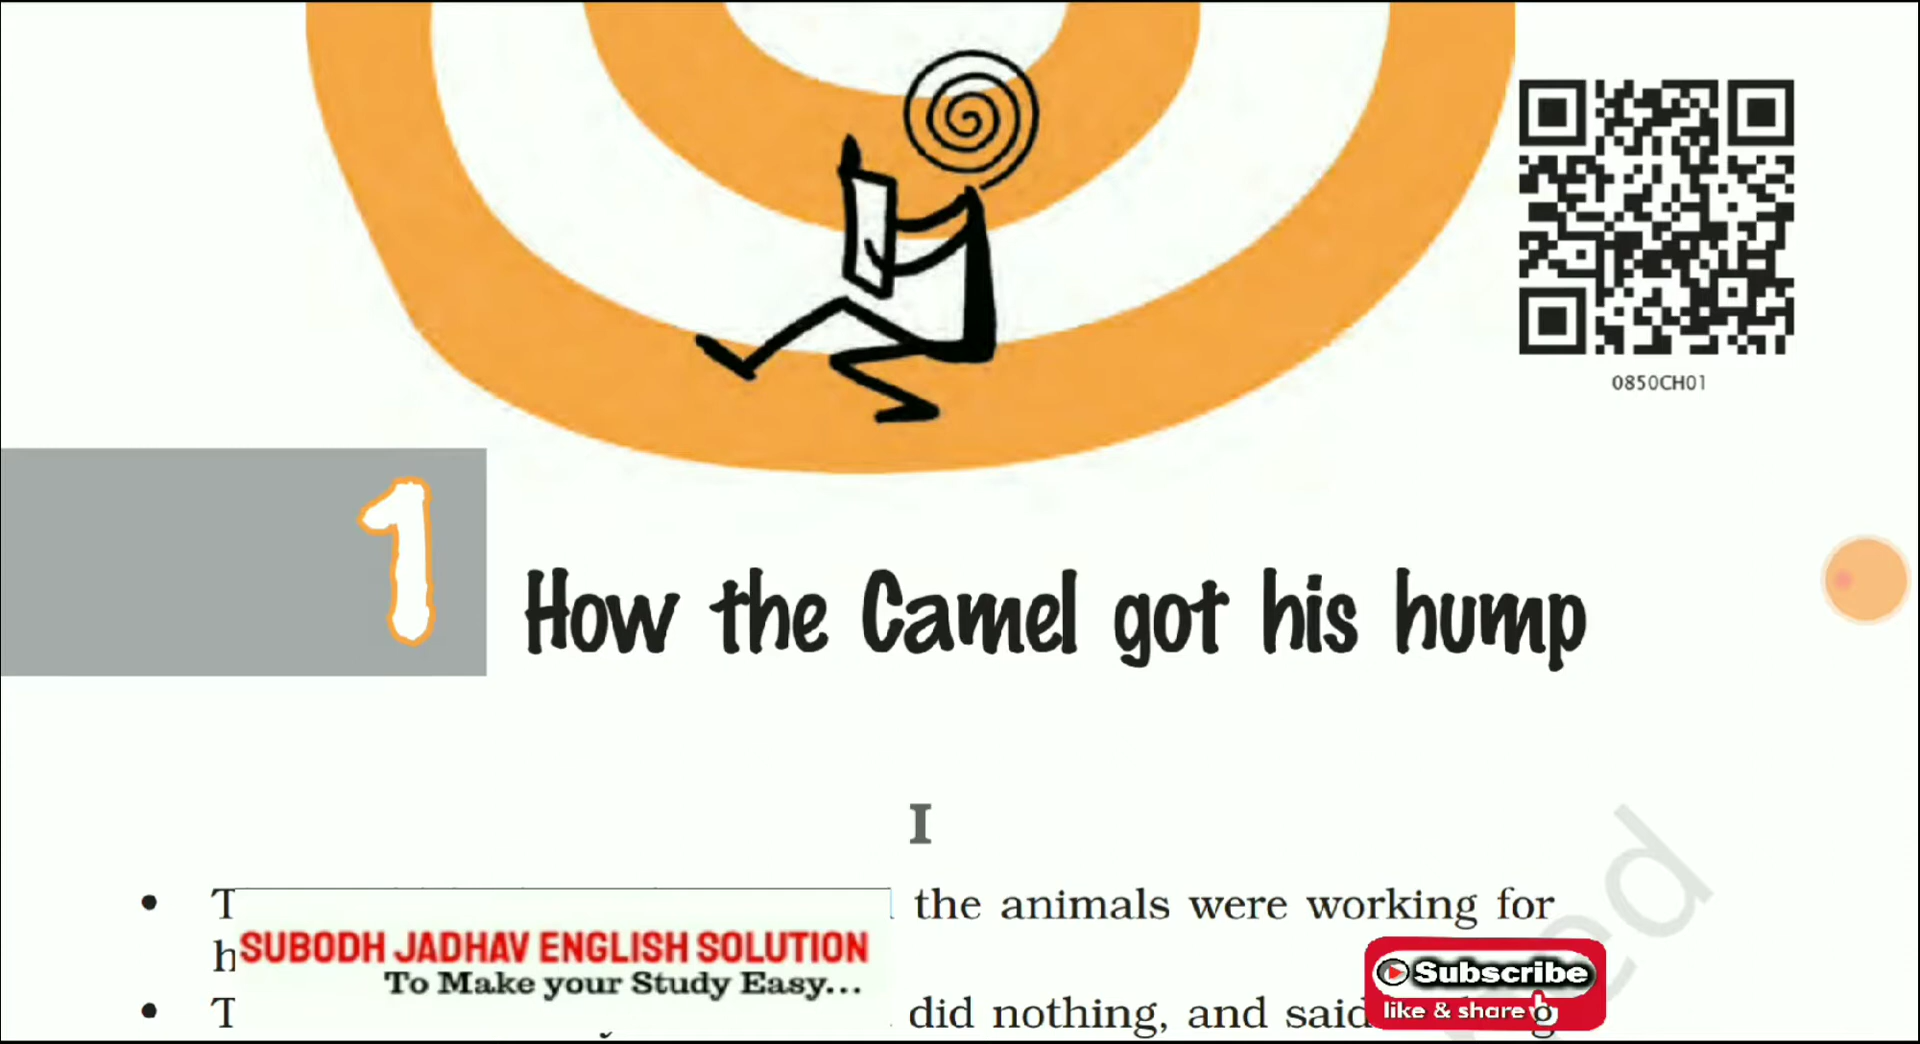 0850CH01
1
How the Camel got his hump
I
• T the animals were working for
h
SUBODH JADHAV ENGLISH SOLUTION
To Make your Study Easy...
• T did nothing, and said
Subscribe
like & share
ed